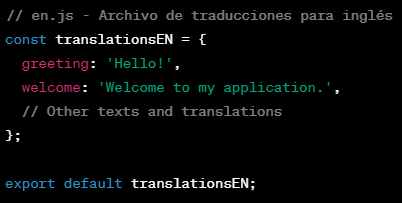 // en.js - Archivo de traducciones para inglés
const translationsEN = {
  greeting: 'Hello!',
  welcome: 'Welcome to my application.',
  // Other texts and translations
};

export default translationsEN;